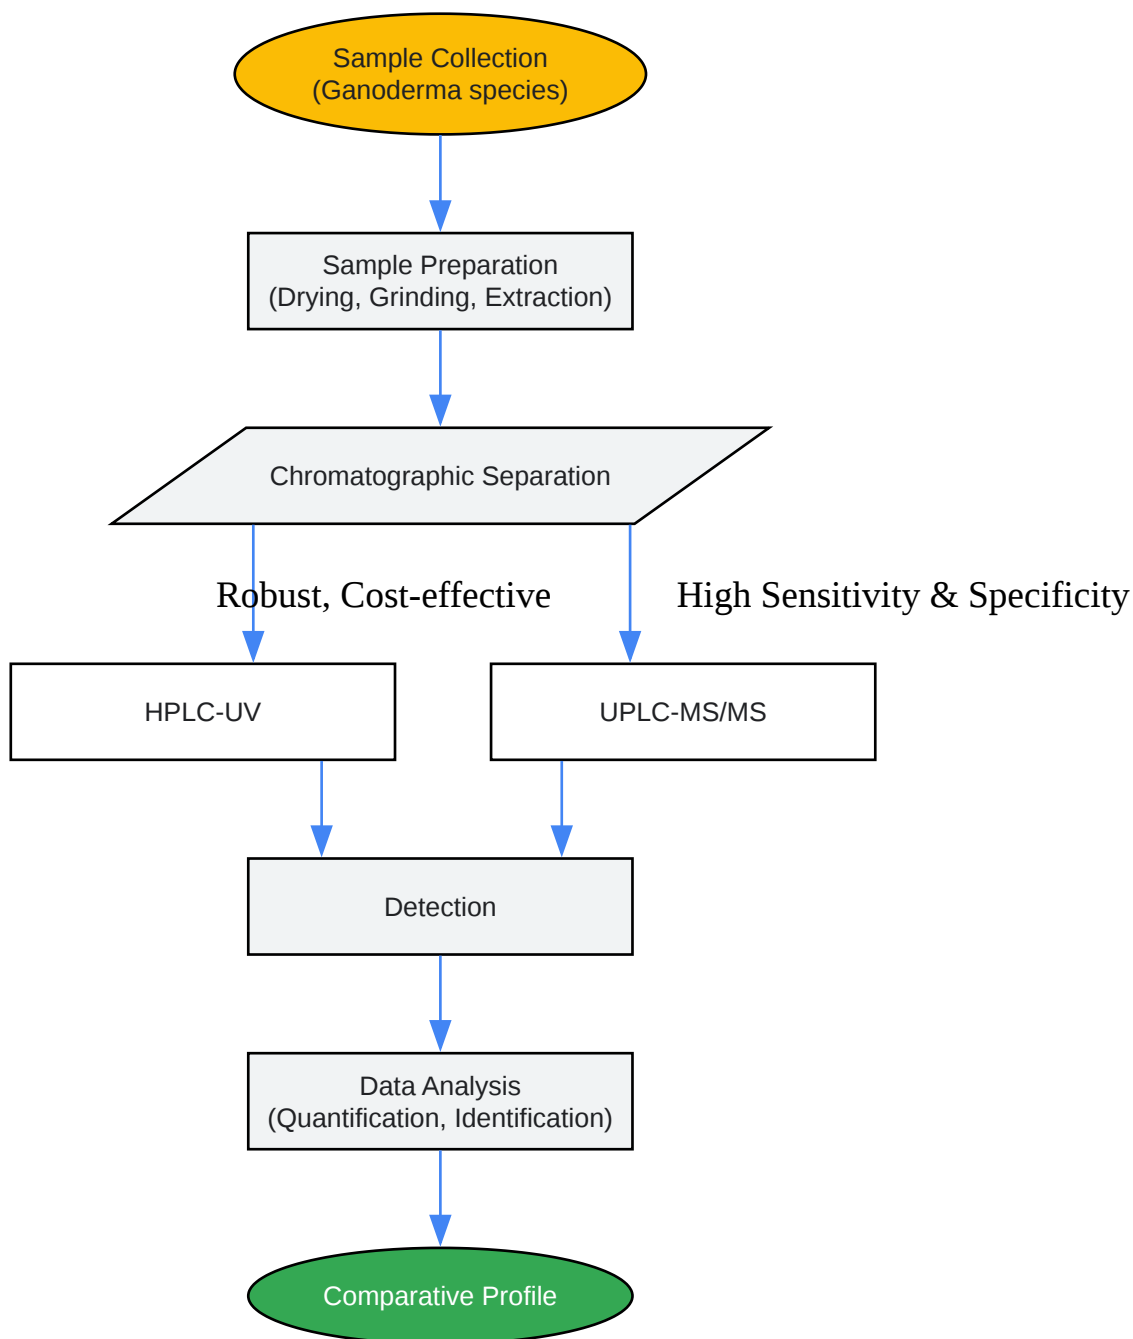 Sample Collection
(Ganoderma species)
Sample Preparation
(Drying, Grinding, Extraction)
Chromatographic Separation
Robust, Cost-effective
High Sensitivity & Specificity
HPLC-UV
UPLC-MS/MS
Detection
Data Analysis
(Quantification, Identification)
Comparative Profile